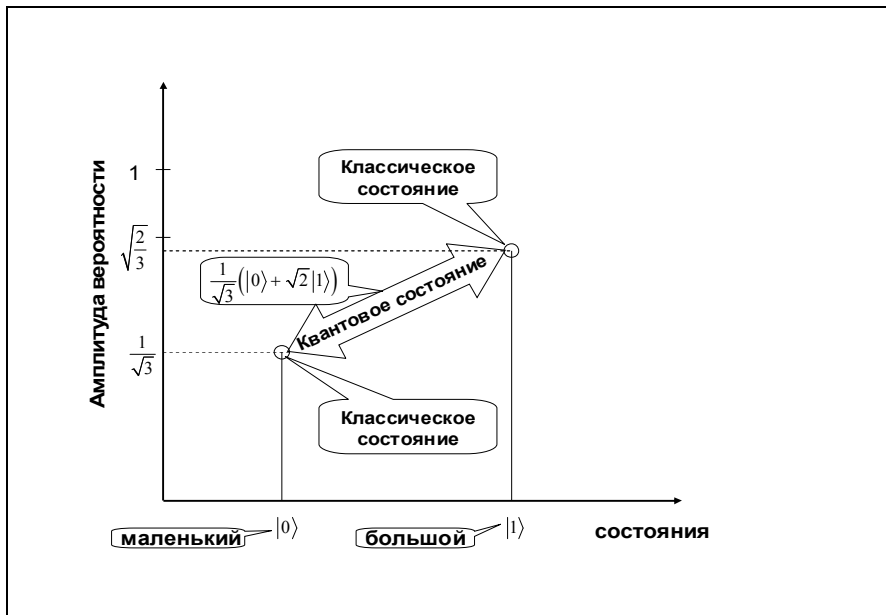 Амплитуда вероятности
1
√(2/3)
1/√3
Классическое
состояние
1/√3(|0⟩ + √2|1⟩)
Квантовое состояние
Классическое
состояние
маленький |0⟩ большой |1⟩ состояния